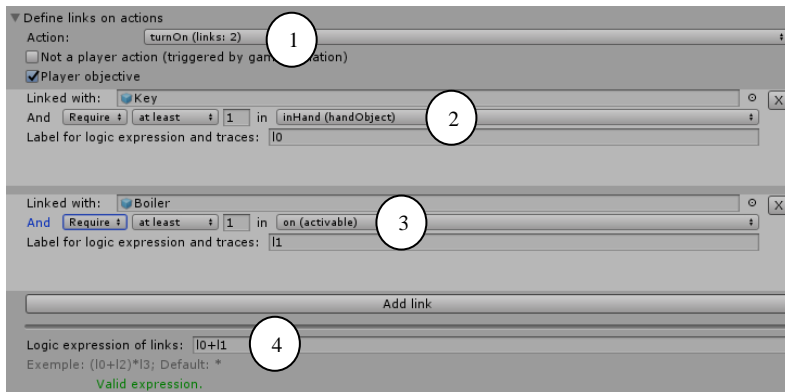 Define links on actions
Action: turnOn (links: 2) 1
Not a player action (triggered by gam ation)
Player objective
Linked with: Key
X
And Require at least 1 in inHand (handObject) 2
Label for logic expression and traces: l0
Linked with: Boiler
X
And Require at least 1 in on (activable) 3
Label for logic expression and traces: l1
Add link
Logic expression of links: l0+l1 4
Exemple: (l0+l2)*l3; Default: *
Valid expression.